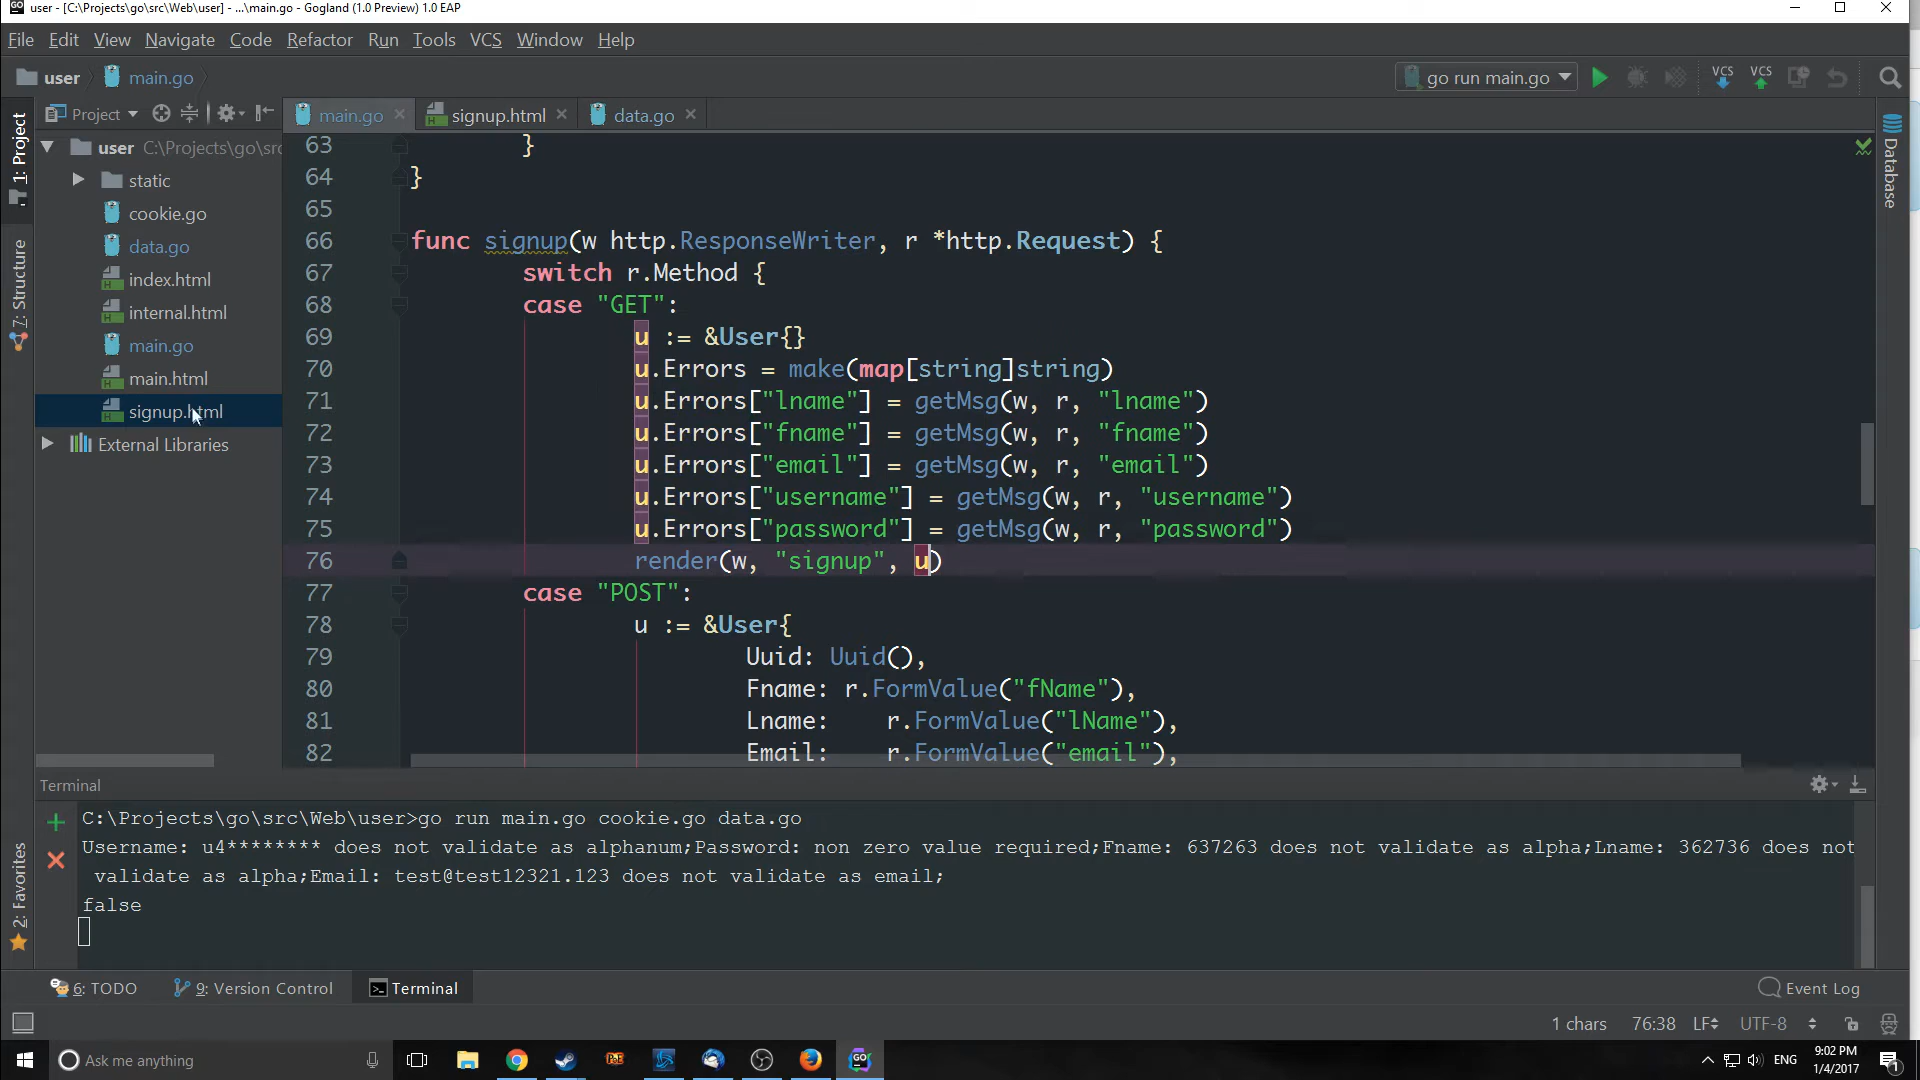 user - [C:\Projects\go\src\Web\user] - ...\main.go - Gogland (1.0 Preview) 1.0 EAP
File Edit View Navigate Code Refactor Run Tools VCS Window Help
user main.go go run main.go VCS VCS
Project main.go signup.html data.go
1: Project
7: Structure
2: Favorites
Database
user C:\Projects\go\src
static
cookie.go
data.go
index.html
internal.html
main.go
main.html
signup.html
External Libraries
63 }
64 }
65
66 func signup(w http.ResponseWriter, r *http.Request) {
67 switch r.Method {
68 case "GET":
69 u := &User{}
70 u.Errors = make(map[string]string)
71 u.Errors["lname"] = getMsg(w, r, "lname")
72 u.Errors["fname"] = getMsg(w, r, "fname")
73 u.Errors["email"] = getMsg(w, r, "email")
74 u.Errors["username"] = getMsg(w, r, "username")
75 u.Errors["password"] = getMsg(w, r, "password")
76 render(w, "signup", u)
77 case "POST":
78 u := &User{
79 Uuid: Uuid(),
80 Fname: r.FormValue("fName"),
81 Lname: r.FormValue("lName"),
82 Email: r.FormValue("email"),
Terminal
C:\Projects\go\src\Web\user>go run main.go cookie.go data.go
Username: u4******** does not validate as alphanum;Password: non zero value required;Fname: 637263 does not validate as alpha;Lname: 362736 does not
validate as alpha;Email: test@test12321.123 does not validate as email;
false
6: TODO 9: Version Control Terminal Event Log
1 chars 76:38 LF UTF-8
Ask me anything ENG 9:02 PM
1/4/2017